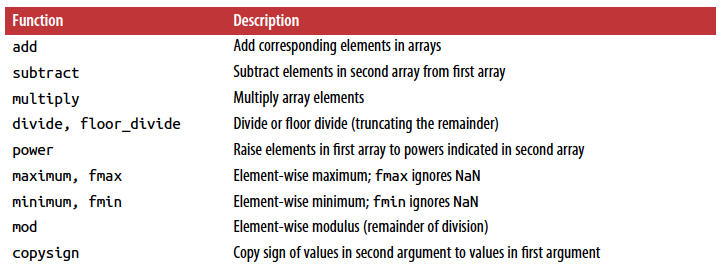 Function Description
add Add corresponding elements in arrays
subtract Subtract elements in second array from first array
multiply Multiply array elements
divide, floor_divide Divide or floor divide (truncating the remainder)
power Raise elements in first array to powers indicated in second array
maximum, fmax Element-wise maximum; fmax ignores NaN
minimum, fmin Element-wise minimum; fmin ignores NaN
mod Element-wise modulus (remainder of division)
copysign Copy sign of values in second argument to values in first argument